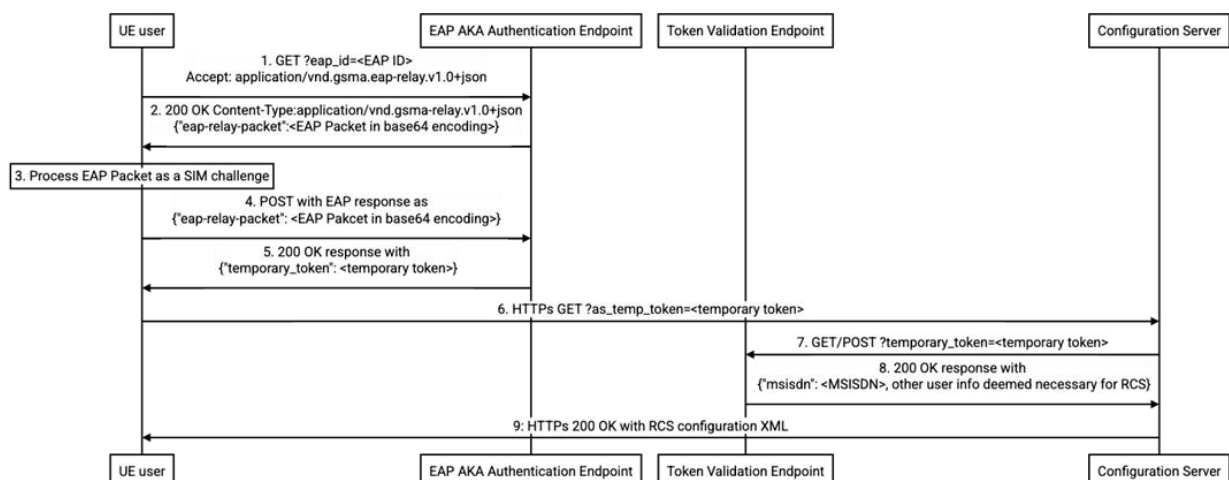 UE user
EAP AKA Authentication Endpoint
Token Validation Endpoint
Configuration Server
1. GET ?eap_id=<EAP ID>
Accept: application/vnd.gsma.eap-relay.v1.0+json
2. 200 OK Content-Type:application/vnd.gsma-relay.v1.0+json
{"eap-relay-packet":<EAP Packet in base64 encoding>}
3. Process EAP Packet as a SIM challenge
4. POST with EAP response as
{"eap-relay-packet": <EAP Pakcet in base64 encoding>}
5. 200 OK response with
{"temporary_token": <temporary token>}
6. HTTPs GET ?as_temp_token=<temporary token>
7. GET/POST ?temporary_token=<temporary token>
8. 200 OK response with
{"msisdn": <MSISDN>, other user info deemed necessary for RCS}
9: HTTPs 200 OK with RCS configuration XML
UE user
EAP AKA Authentication Endpoint
Token Validation Endpoint
Configuration Server